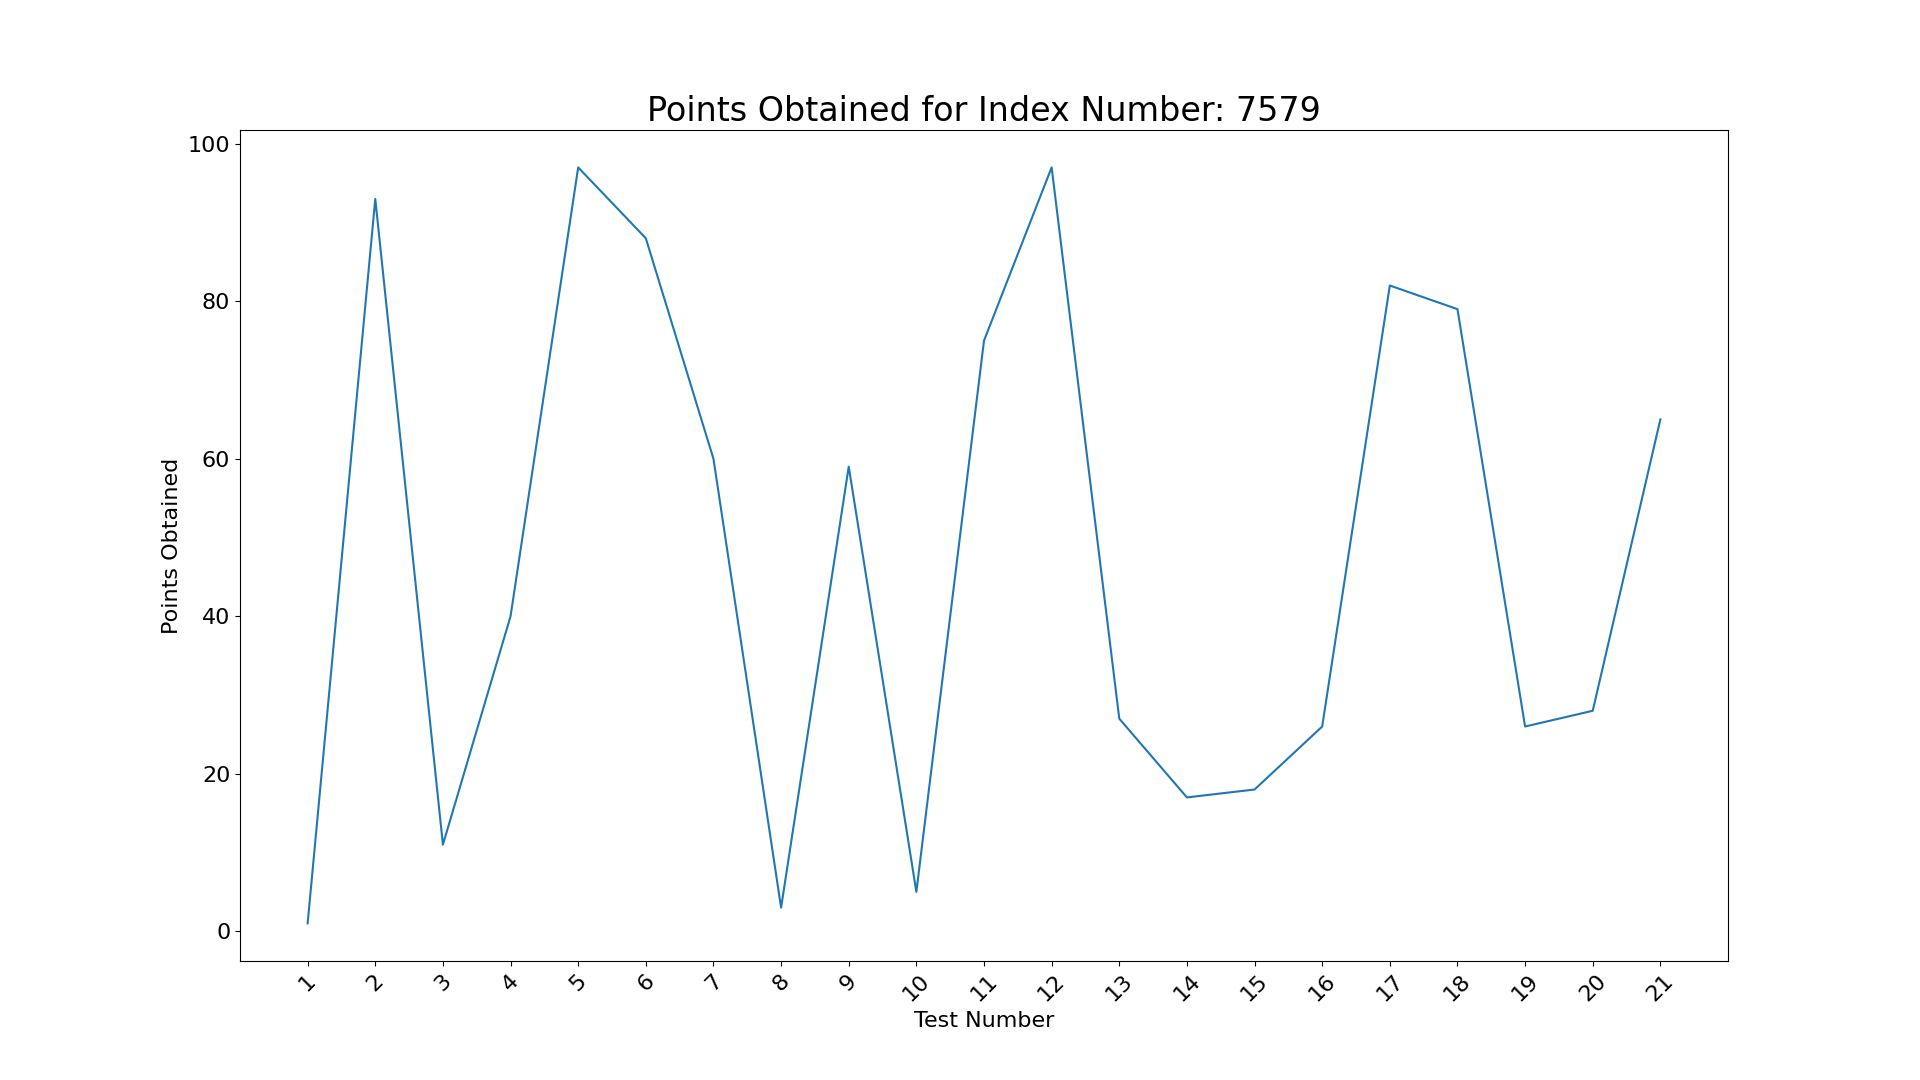 Points Obtained for Index Number: 7579
100
80
60
40
20
0
Points Obtained
1 2 3 4 5 6 7 8 9 10 11 12 13 14 15 16 17 18 19 20 21
Test Number